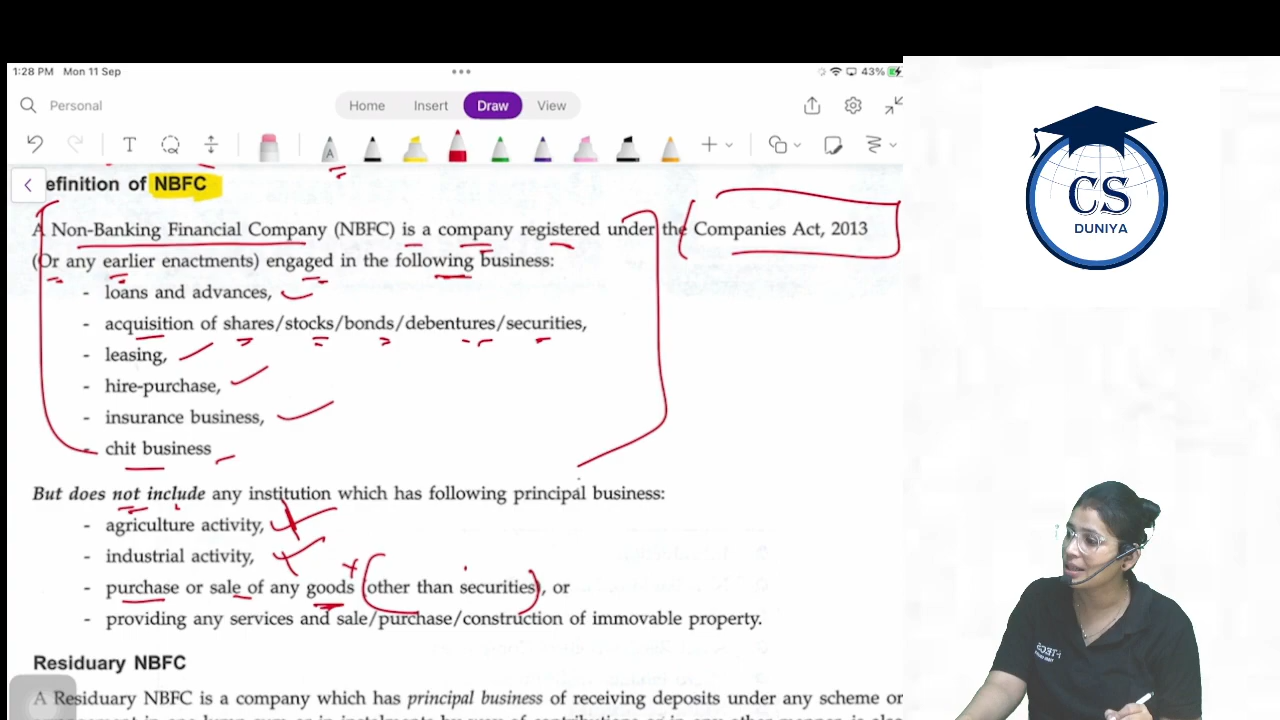 1:28 PM Mon 11 Sep
43%
Personal
Home Insert Draw View
efinition of NBFC
A Non-Banking Financial Company (NBFC) is a company registered under the Companies Act, 2013
(Or any earlier enactments) engaged in the following business:
- loans and advances,
- acquisition of shares/stocks/bonds/debentures/securities,
- leasing,
- hire-purchase,
- insurance business,
- chit business
But does not include any institution which has following principal business:
- agriculture activity,
- industrial activity,
- purchase or sale of any goods (other than securities), or
- providing any services and sale/purchase/construction of immovable property.
Residuary NBFC
A Residuary NBFC is a company which has principal business of receiving deposits under any scheme or
CS
DUNIYA